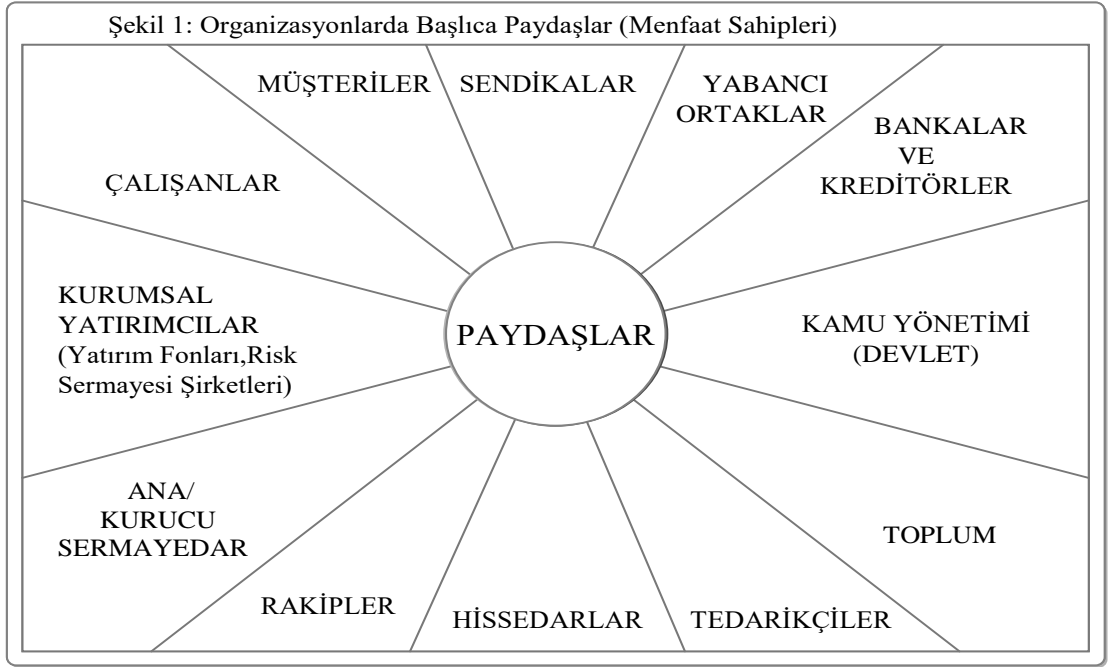 Şekil 1: Organizasyonlarda Başlıca Paydaşlar (Menfaat Sahipleri)
MÜŞTERİLER
SENDİKALAR
YABANCI
ORTAKLAR
BANKALAR
VE
KREDİTÖRLER
ÇALIŞANLAR
KURUMSAL
YATIRIMCILAR
(Yatırım Fonları,Risk
Sermayesi Şirketleri)
PAYDAŞLAR
KAMU YÖNETİMİ
(DEVLET)
ANA/
KURUCU
SERMAYEDAR
TOPLUM
RAKİPLER
HİSSEDARLAR
TEDARİKÇİLER